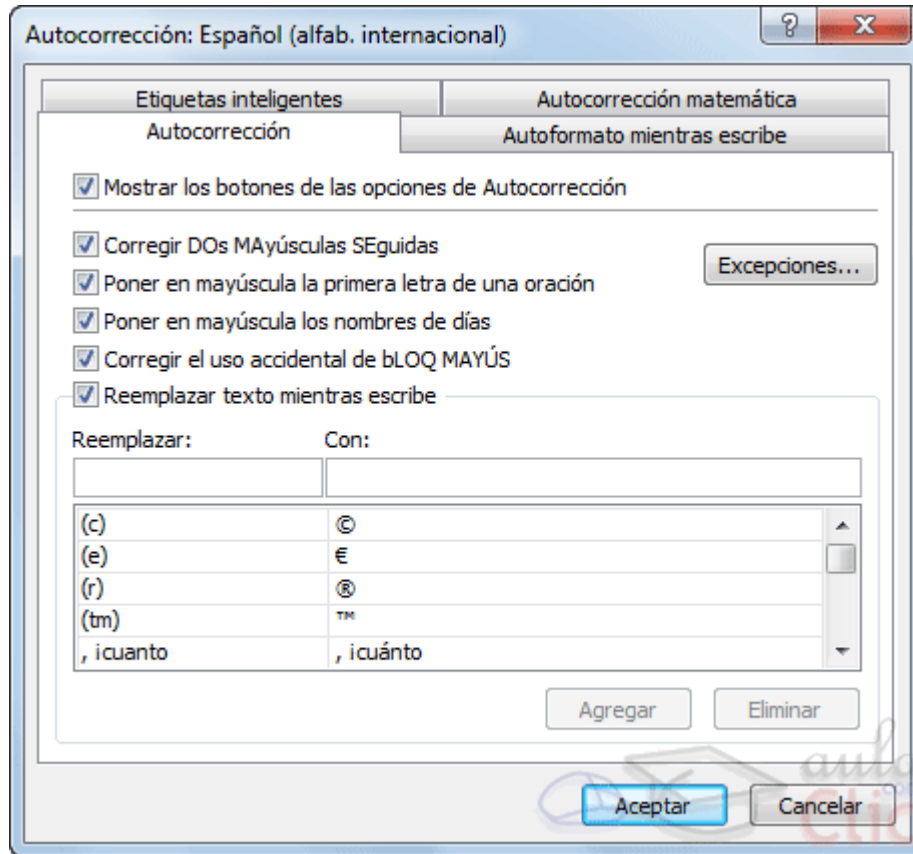 Autocorrección: Español (alfab. internacional)
Etiquetas inteligentes Autocorrección matemática
Autocorrección Autoformato mientras escribe
Mostrar los botones de las opciones de Autocorrección
Corregir DOs MAyúsculas SEguidas
Excepciones...
Poner en mayúscula la primera letra de una oración
Poner en mayúscula los nombres de días
Corregir el uso accidental de bLOQ MAYÚS
Reemplazar texto mientras escribe
Reemplazar: Con:
(c) ©
(e) €
(r) ®
(tm) ™
, icuanto , icuánto
Agregar Eliminar
aula
Aceptar Cancelar
Clic